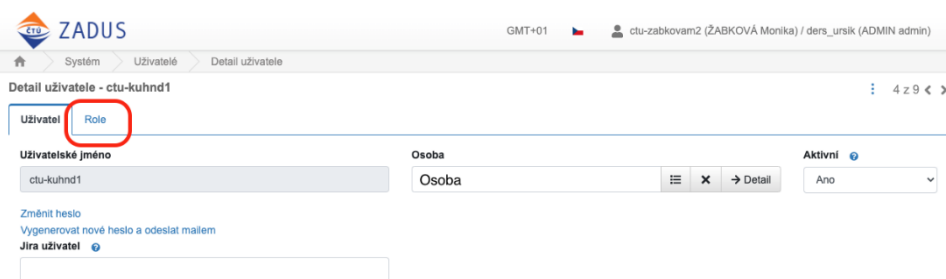 ČTÚ ZADUS
GMT+01 ctu-zabkovam2 (ŽABKOVÁ Monika) / ders_ursik (ADMIN admin)
Systém Uživatelé Detail uživatele
Detail uživatele - ctu-kuhnd1
4 z 9
Uživatel Role
Uživatelské jméno Osoba Aktivní
ctu-kuhnd1 Osoba Detail Ano
Změnit heslo
Vygenerovat nové heslo a odeslat mailem
Jira uživatel